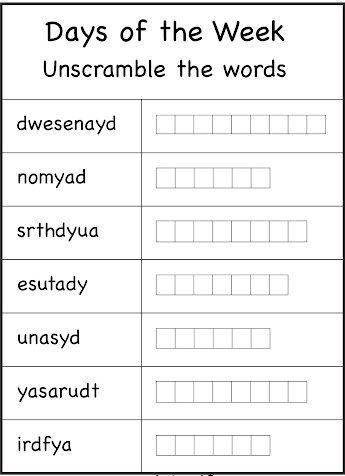 Days of the Week
Unscramble the words
dwesenayd
nomyad
srthdyua
esutady
unasyd
yasarudt
irdfya